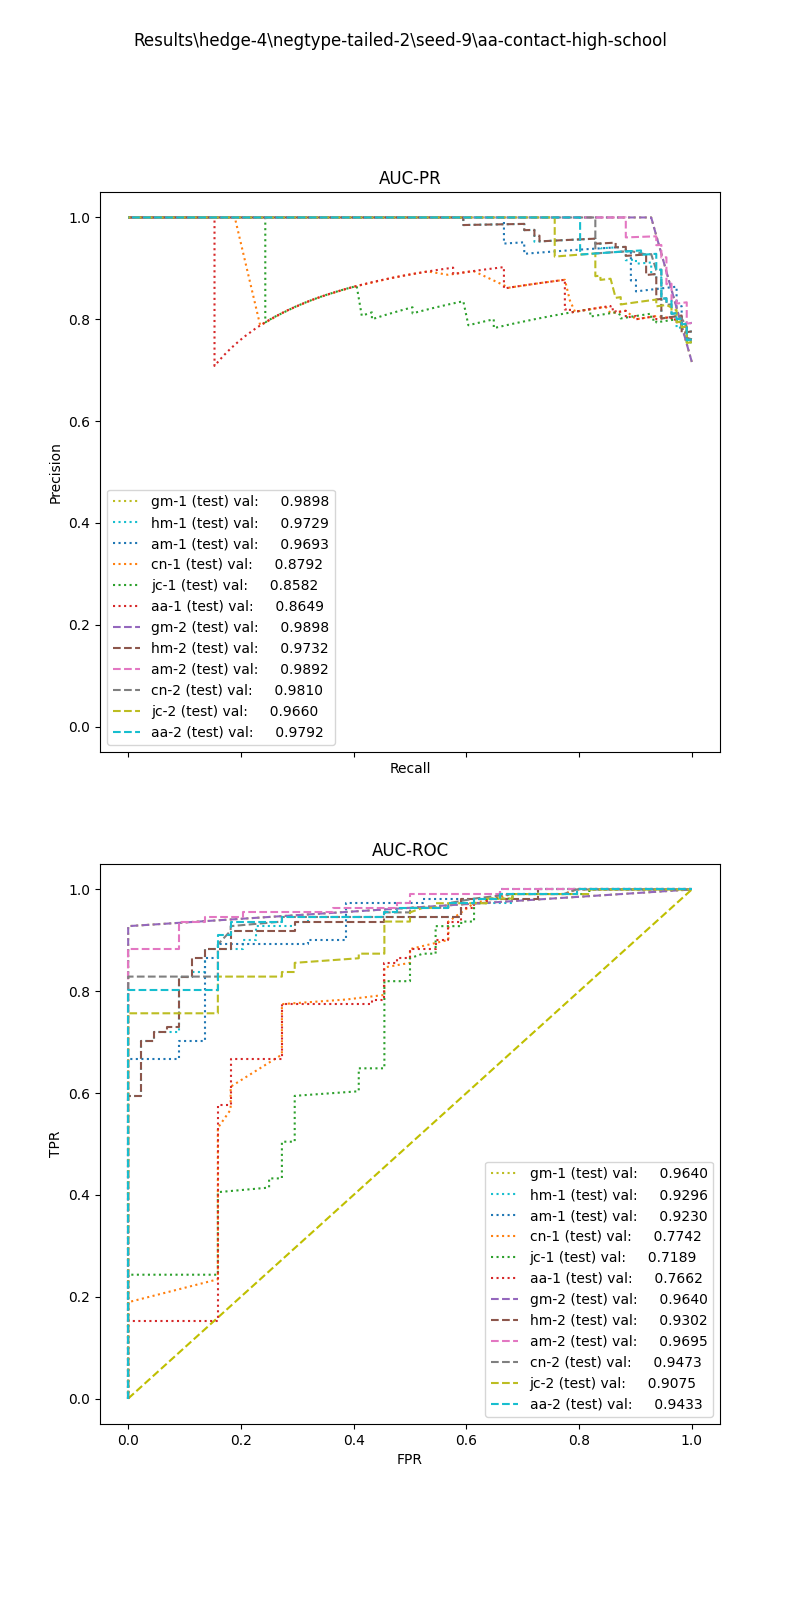 Results\hedge-4\negtype-tailed-2\seed-9\aa-contact-high-school
AUC-PR
1.0
0.8
0.6
0.4
0.2
0.0
Precision
gm-1 (test) val: 0.9898
hm-1 (test) val: 0.9729
am-1 (test) val: 0.9693
cn-1 (test) val: 0.8792
jc-1 (test) val: 0.8582
aa-1 (test) val: 0.8649
gm-2 (test) val: 0.9898
hm-2 (test) val: 0.9732
am-2 (test) val: 0.9892
cn-2 (test) val: 0.9810
jc-2 (test) val: 0.9660
aa-2 (test) val: 0.9792
Recall
AUC-ROC
1.0
0.8
0.6
0.4
0.2
0.0
TPR
gm-1 (test) val: 0.9640
hm-1 (test) val: 0.9296
am-1 (test) val: 0.9230
cn-1 (test) val: 0.7742
jc-1 (test) val: 0.7189
aa-1 (test) val: 0.7662
gm-2 (test) val: 0.9640
hm-2 (test) val: 0.9302
am-2 (test) val: 0.9695
cn-2 (test) val: 0.9473
jc-2 (test) val: 0.9075
aa-2 (test) val: 0.9433
0.0 0.2 0.4 0.6 0.8 1.0
FPR